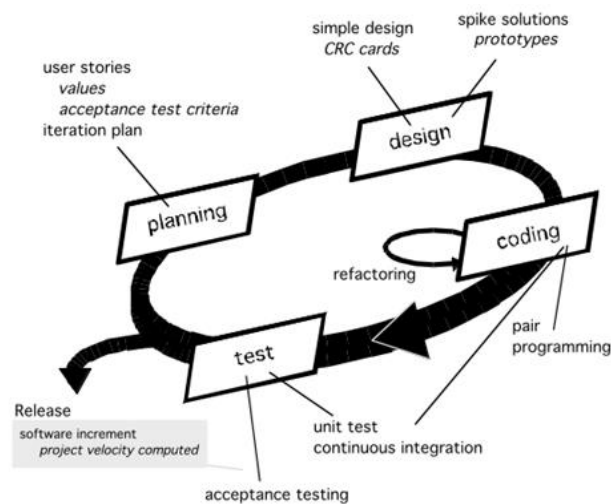 simple design
CRC cards
spike solutions
prototypes
user stories
values
acceptance test criteria
iteration plan
design
planning
coding
refactoring
test
pair
programming
unit test
continuous integration
Release
software increment
project velocity computed
acceptance testing